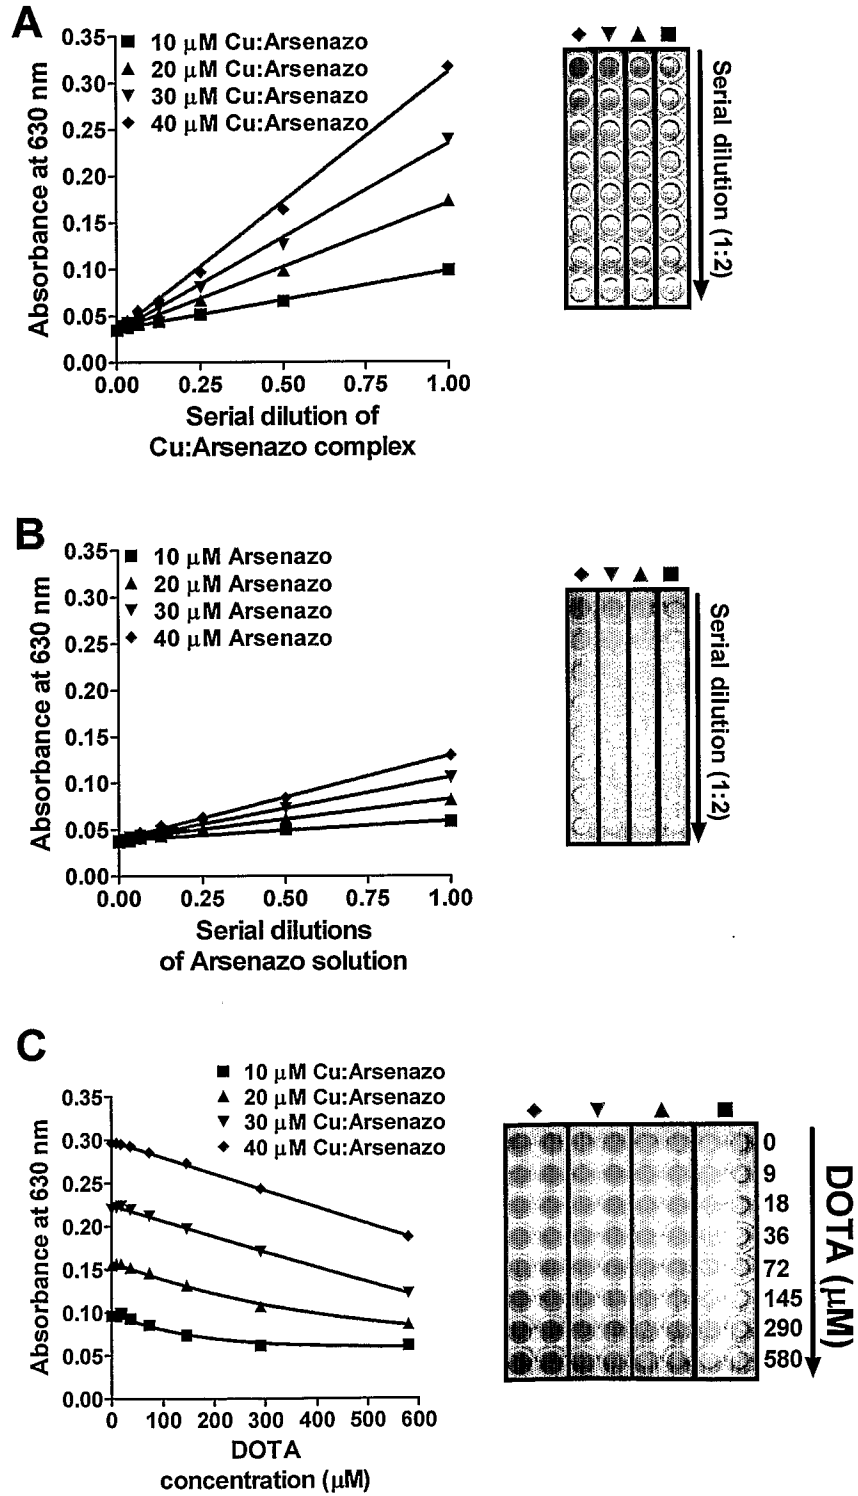 A
0.35
0.30
0.25
0.20
0.15
0.10
0.05
0.00
Absorbance at 630 nm
10 μM Cu:Arsenazo
20 μM Cu:Arsenazo
30 μM Cu:Arsenazo
40 μM Cu:Arsenazo
0.00 0.25 0.50 0.75 1.00
Serial dilution of
Cu:Arsenazo complex
Serial dilution (1:2)
B
0.35
0.30
0.25
0.20
0.15
0.10
0.05
0.00
Absorbance at 630 nm
10 μM Arsenazo
20 μM Arsenazo
30 μM Arsenazo
40 μM Arsenazo
0.00 0.25 0.50 0.75 1.00
Serial dilutions
of Arsenazo solution
Serial dilution (1:2)
C
10 μM Cu:Arsenazo
20 μM Cu:Arsenazo
30 μM Cu:Arsenazo
40 μM Cu:Arsenazo
0.35
0.30
0.25
0.20
0.15
0.10
0.05
0.00
Absorbance at 630 nm
0 100 200 300 400 500 600
DOTA
concentration (μM)
0
9
18
36
72
145
290
580
DOTA (μM)